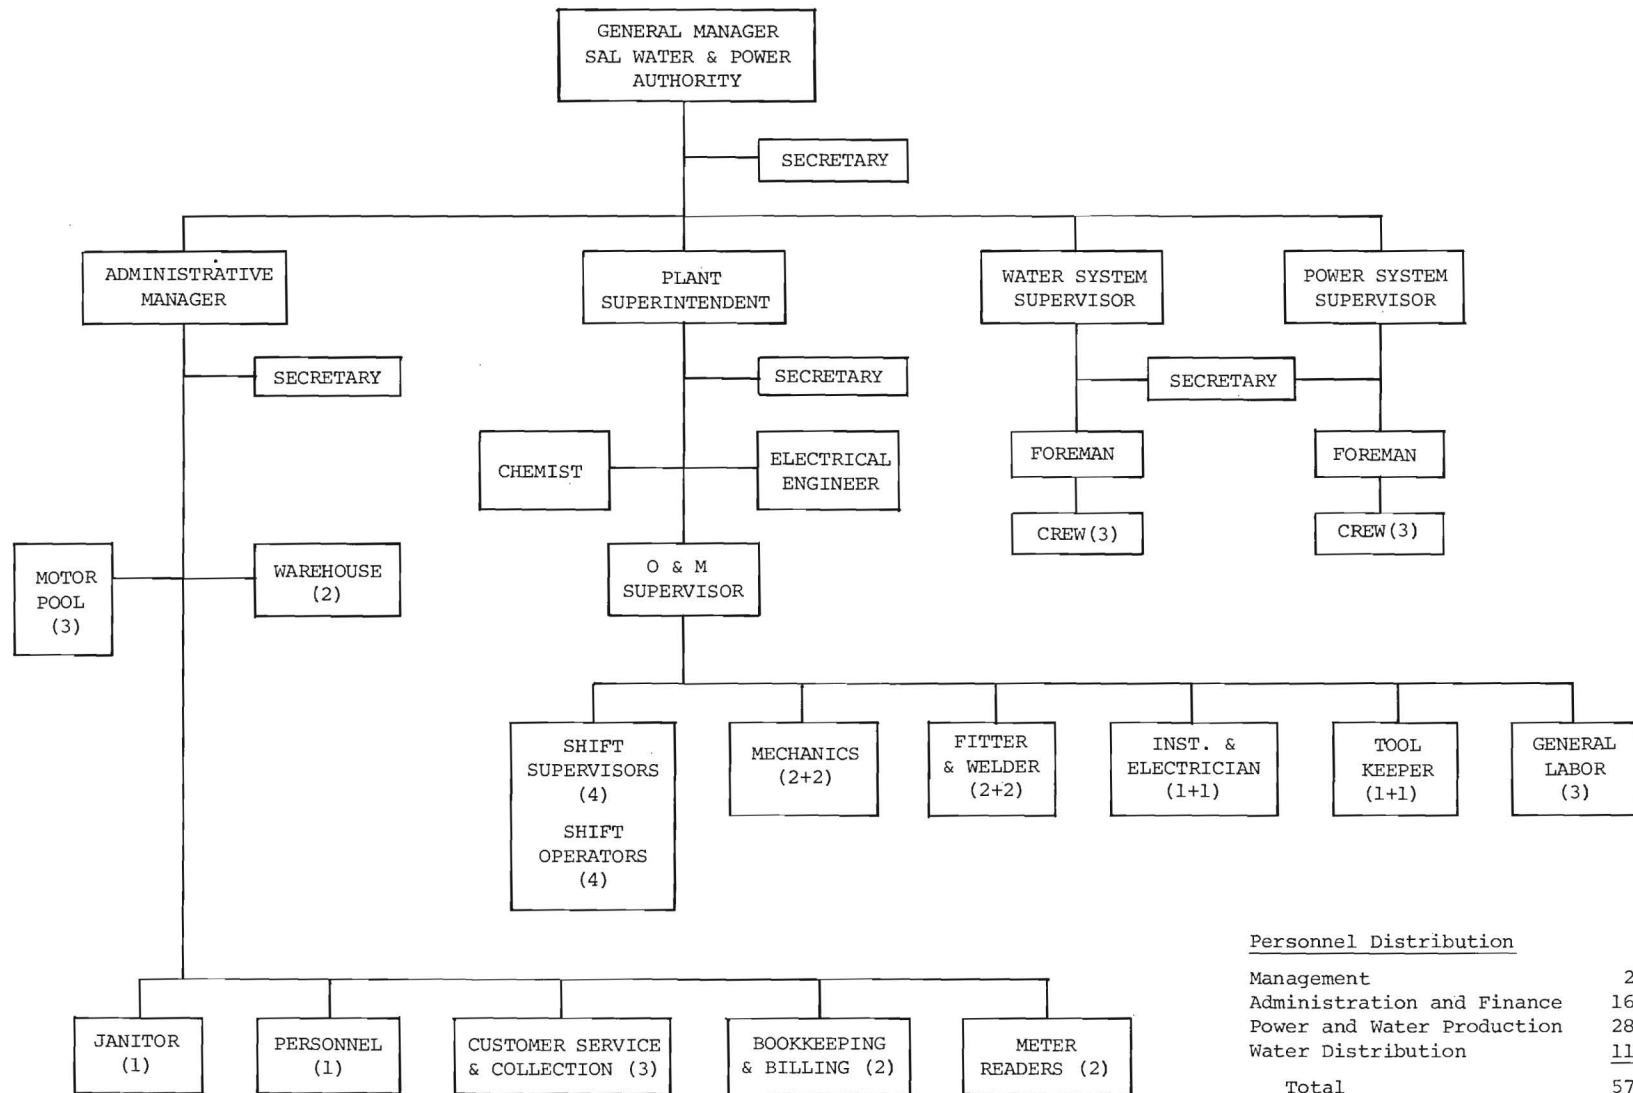 GENERAL MANAGER
SAL WATER & POWER
AUTHORITY
SECRETARY
ADMINISTRATIVE
MANAGER
PLANT
SUPERINTENDENT
WATER SYSTEM
SUPERVISOR
POWER SYSTEM
SUPERVISOR
SECRETARY
SECRETARY
SECRETARY
CHEMIST
ELECTRICAL
ENGINEER
FOREMAN
FOREMAN
CREW(3)
CREW(3)
MOTOR
POOL
(3)
WAREHOUSE
(2)
O & M
SUPERVISOR
SHIFT
SUPERVISORS
(4)
SHIFT
OPERATORS
(4)
MECHANICS
(2+2)
FITTER
& WELDER
(2+2)
INST. &
ELECTRICIAN
(1+1)
TOOL
KEEPER
(1+1)
GENERAL
LABOR
(3)
JANITOR
(1)
PERSONNEL
(1)
CUSTOMER SERVICE
& COLLECTION (3)
BOOKKEEPING
& BILLING (2)
METER
READERS (2)
Personnel Distribution
Management 2
Administration and Finance 16
Power and Water Production 28
Water Distribution 11
Total 57